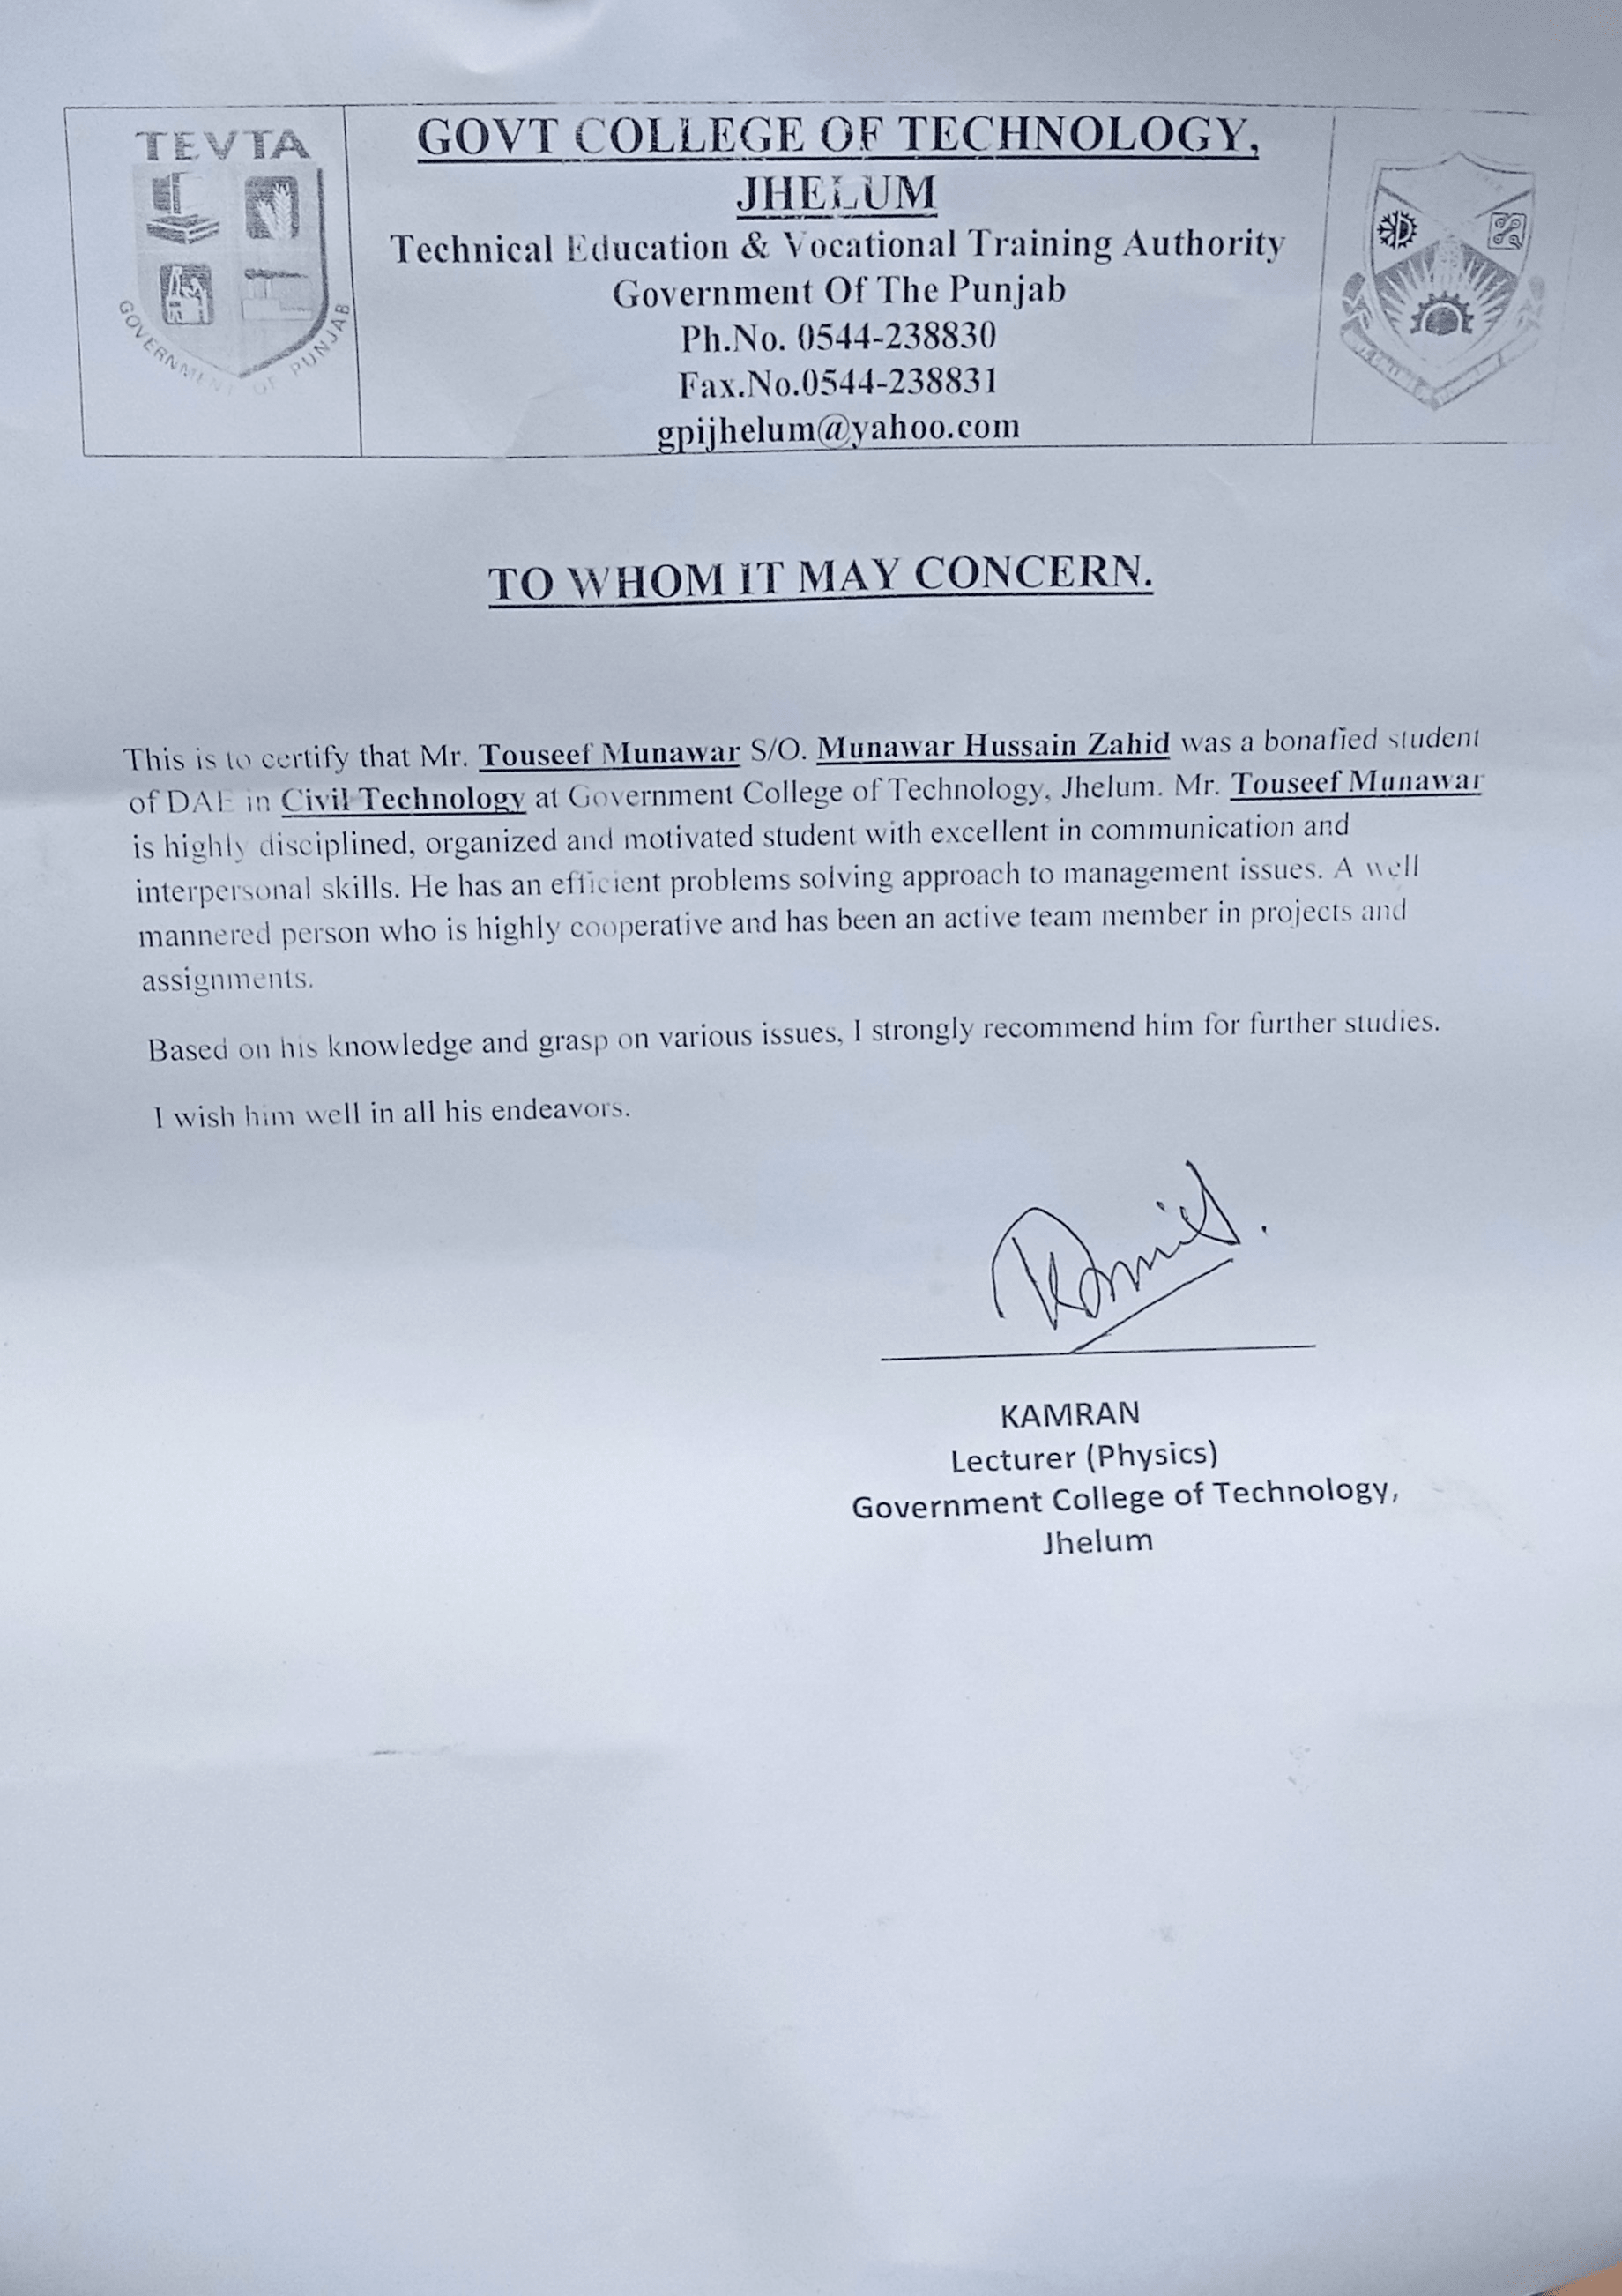 TEVTA
GOVERNMENT OF PUNJAB
GOVT COLLEGE OF TECHNOLOGY,
JHELUM
Technical Education & Vocational Training Authority
Government Of The Punjab
Ph.No. 0544-238830
Fax.No.0544-238831
gpijhelum@yahoo.com
TO WHOM IT MAY CONCERN.
This is to certify that Mr. Touseef Munawar S/O. Munawar Hussain Zahid was a bonafied student
of DAE in Civil Technology at Government College of Technology, Jhelum. Mr. Touseef Munawar
is highly disciplined, organized and motivated student with excellent in communication and
interpersonal skills. He has an efficient problems solving approach to management issues. A well
mannered person who is highly cooperative and has been an active team member in projects and
assignments.
Based on his knowledge and grasp on various issues, I strongly recommend him for further studies.
I wish him well in all his endeavors.
KAMRAN
Lecturer (Physics)
Government College of Technology,
Jhelum